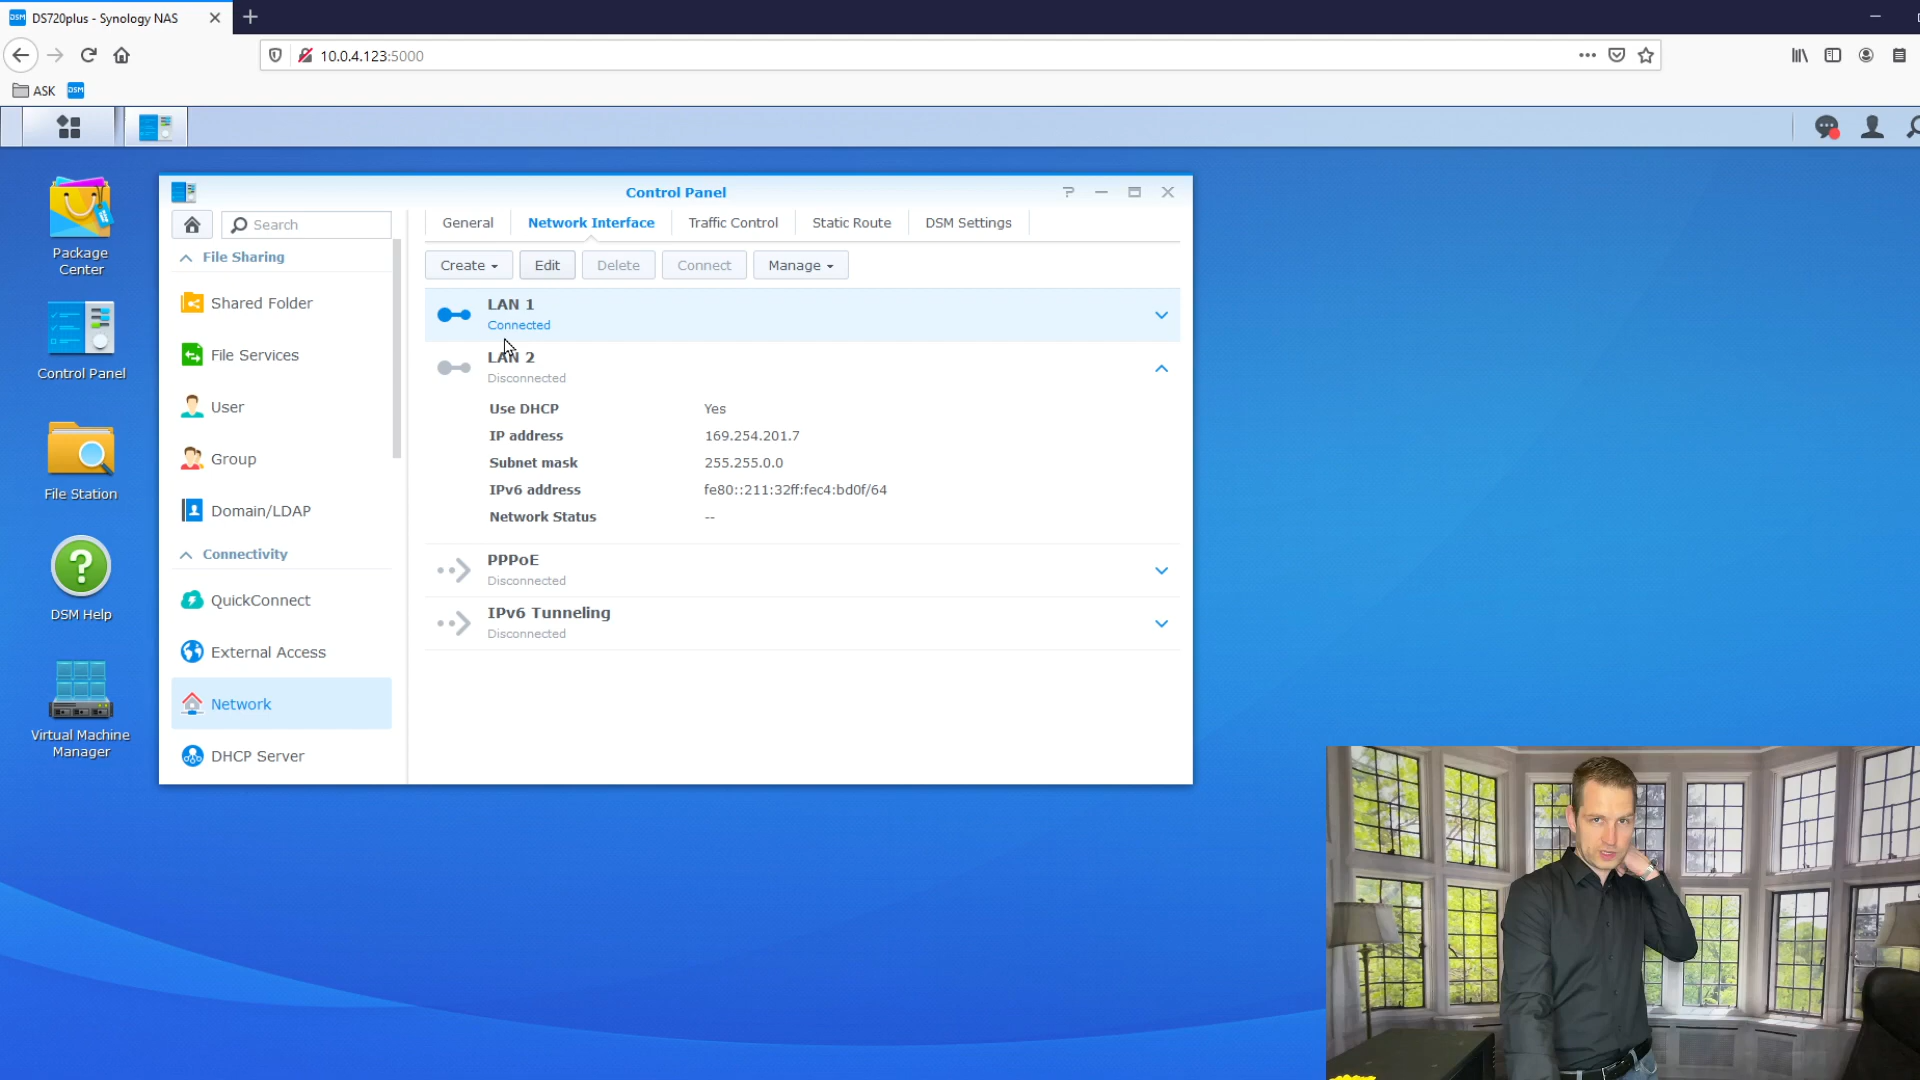 DSM DS720plus - Synology NAS
10.0.4.123:5000
ASK DSM
Control Panel
Search
General Network Interface Traffic Control Static Route DSM Settings
Create Edit Delete Connect Manage
File Sharing
Shared Folder
File Services
User
Group
Domain/LDAP
Connectivity
QuickConnect
External Access
Network
DHCP Server
LAN 1
Connected
LAN 2
Disconnected
Use DHCP Yes
IP address 169.254.201.7
Subnet mask 255.255.0.0
IPv6 address fe80::211:32ff:fec4:bd0f/64
Network Status --
PPPoE
Disconnected
IPv6 Tunneling
Disconnected
Package
Center
Control Panel
File Station
DSM Help
Virtual Machine
Manager